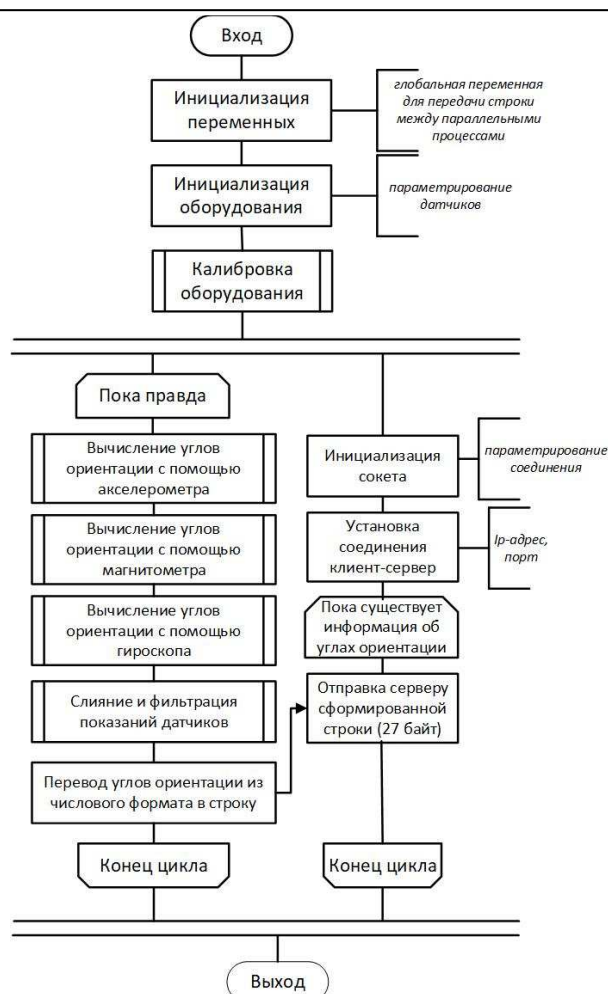 Вход
Инициализация
переменных
глобальная переменная
для передачи строки
между параллельными
процессами
Инициализация
оборудования
параметрирование
датчиков
Калибровка
оборудования
Пока правда
Вычисление углов
ориентации с помощью
акселерометра
Вычисление углов
ориентации с помощью
магнитометра
Вычисление углов
ориентации с помощью
гироскопа
Слияние и фильтрация
показаний датчиков
Перевод углов ориентации из
числового формата в строку
Конец цикла
Инициализация
сокета
параметрирование
соединения
Установка
соединения
клиент-сервер
Ip-адрес,
порт
Пока существует
информация об
углах ориентации
Отправка серверу
сформированной
строки (27 байт)
Конец цикла
Выход